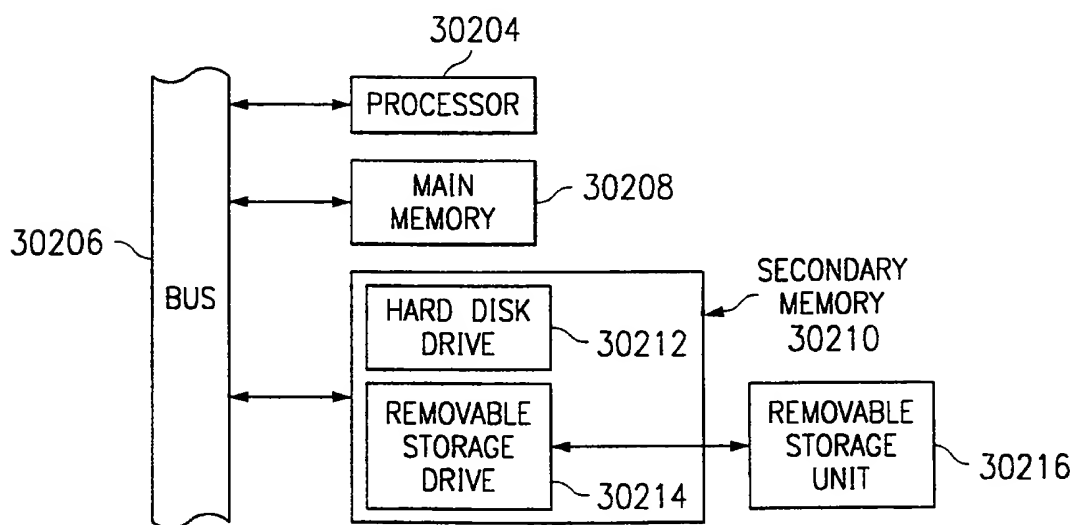 30204
PROCESSOR
MAIN
MEMORY
30208
30206
BUS
SECONDARY
MEMORY
30210
HARD DISK
DRIVE
30212
REMOVABLE
STORAGE
DRIVE
30214
REMOVABLE
STORAGE
UNIT
30216